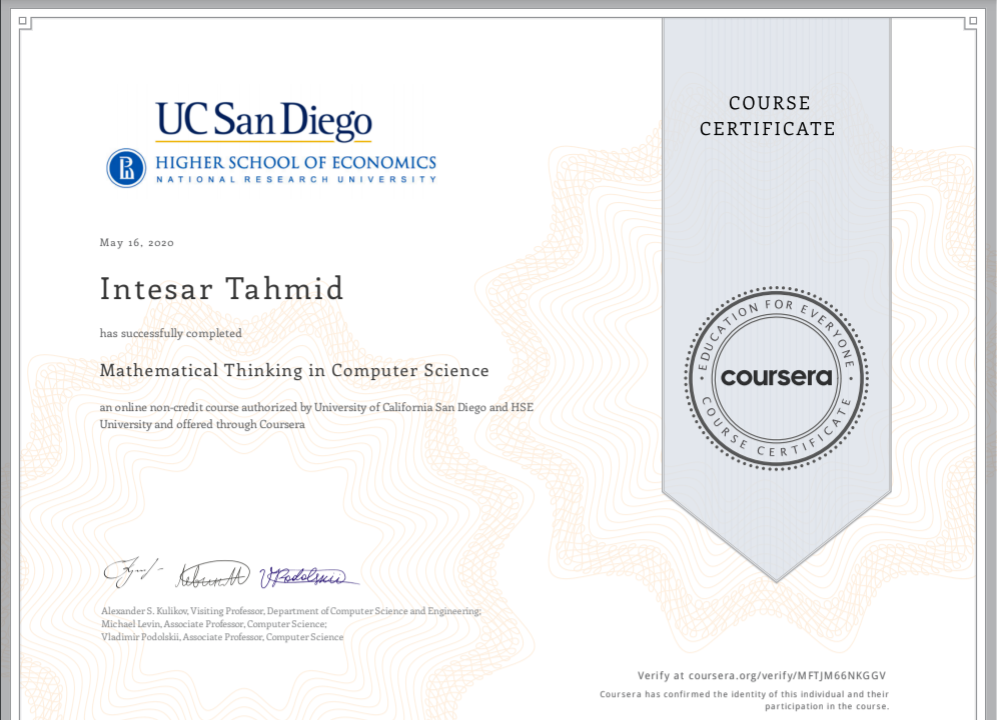 COURSE
CERTIFICATE
UC San Diego
HIGHER SCHOOL OF ECONOMICS
NATIONAL RESEARCH UNIVERSITY
May 16, 2020
Intesar Tahmid
has successfully completed
Mathematical Thinking in Computer Science
an online non-credit course authorized by University of California San Diego and HSE
University and offered through Coursera
EDUCATION FOR EVERYONE
coursera
COURSE CERTIFICATE
Alexander S. Kulikov, Visiting Professor, Department of Computer Science and Engineering;
Michael Levin, Associate Professor, Computer Science;
Vladimir Podolskii, Associate Professor, Computer Science
Verify at coursera.org/verify/MFTJM66NKGGV
Coursera has confirmed the identity of this individual and their
participation in the course.